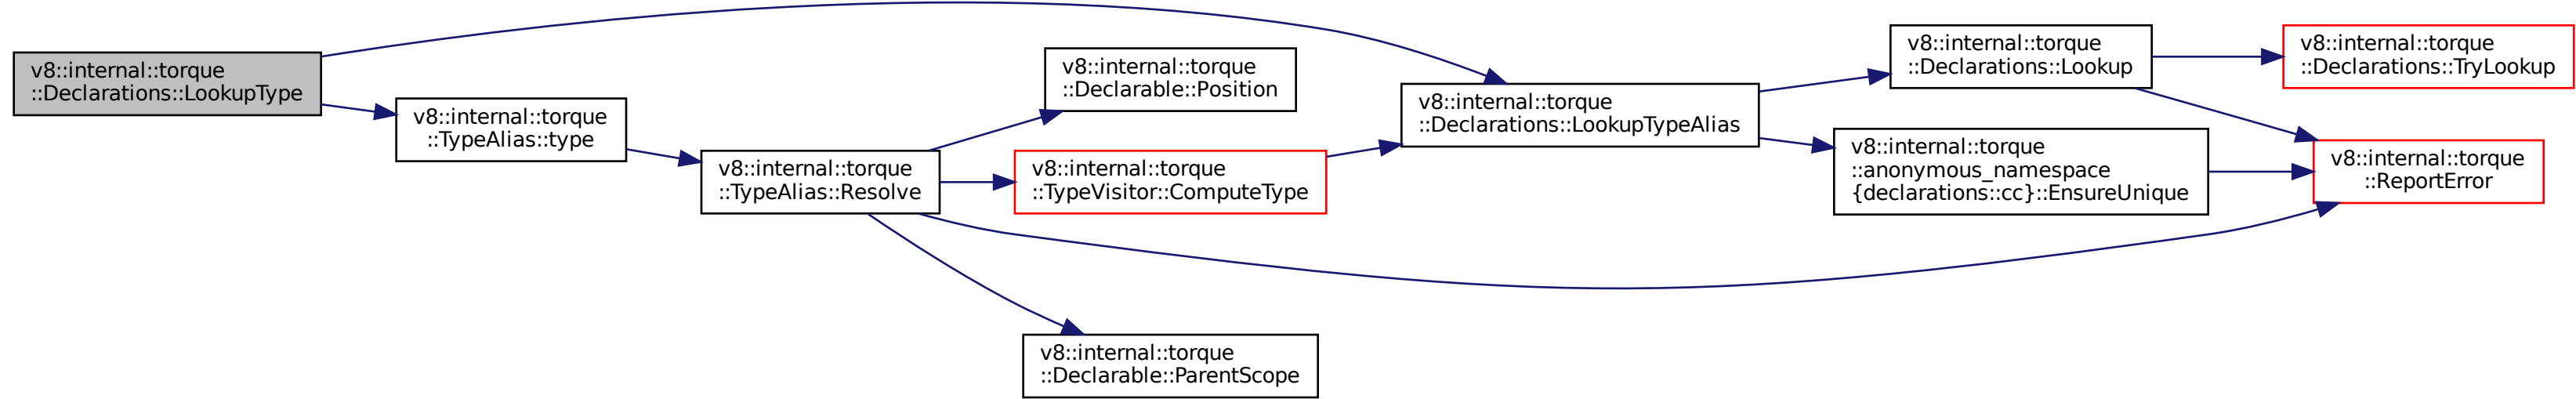 v8::internal::torque
::Declarations::LookupType
v8::internal::torque
::TypeAlias::type
v8::internal::torque
::TypeAlias::Resolve
v8::internal::torque
::Declarable::Position
v8::internal::torque
::TypeVisitor::ComputeType
v8::internal::torque
::Declarable::ParentScope
v8::internal::torque
::Declarations::LookupTypeAlias
v8::internal::torque
::Declarations::Lookup
v8::internal::torque
::anonymous_namespace
{declarations::cc}::EnsureUnique
v8::internal::torque
::Declarations::TryLookup
v8::internal::torque
::ReportError